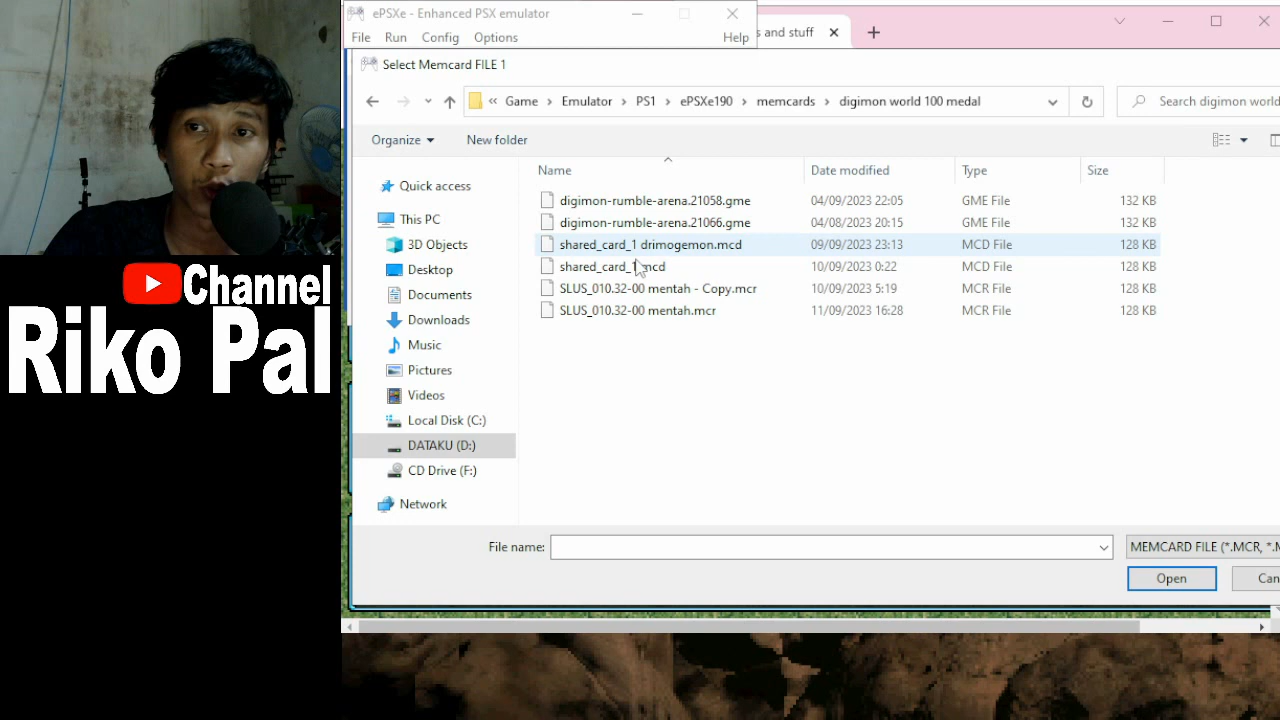 ePSXe - Enhanced PSX emulator
s and stuff
File Run Config Options Help
Select Memcard FILE 1
« Game > Emulator > PS1 > ePSXe190 > memcards > digimon world 100 medal
Search digimon world
Organize
New folder
Name Date modified Type Size
Quick access
This PC
3D Objects
Desktop
Documents
Downloads
Music
Pictures
Videos
Local Disk (C:)
DATAKU (D:)
CD Drive (F:)
Network
digimon-rumble-arena.21058.gme 04/09/2023 22:05 GME File 132 KB
digimon-rumble-arena.21066.gme 04/08/2023 20:15 GME File 132 KB
shared_card_1 drimogemon.mcd 09/09/2023 23:13 MCD File 128 KB
shared_card_1.mcd 10/09/2023 0:22 MCD File 128 KB
SLUS_010.32-00 mentah - Copy.mcr 10/09/2023 5:19 MCR File 128 KB
SLUS_010.32-00 mentah.mcr 11/09/2023 16:28 MCR File 128 KB
File name:
MEMCARD FILE (*.MCR, *.M
Open
Can
Channel
Riko Pal